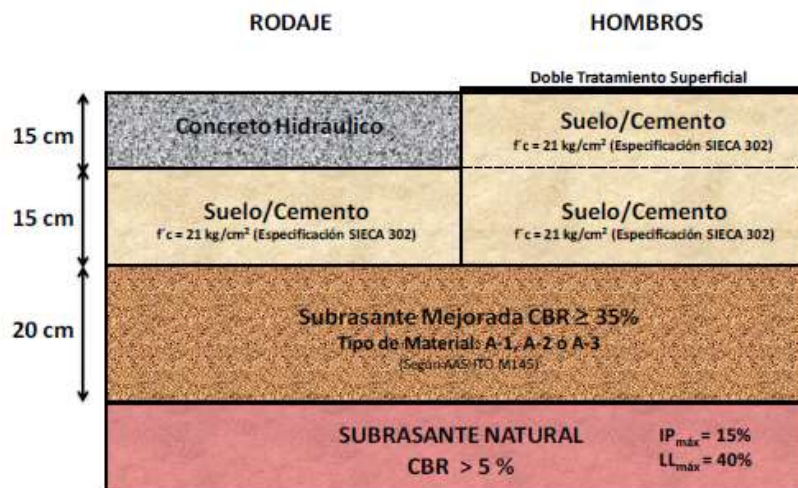 RODAJE
HOMBROS
Doble Tratamiento Superficial
15 cm
Concreto Hidráulico
Suelo/Cemento
f´c = 21 kg/cm² (Especificación SIECA 302)
15 cm
Suelo/Cemento
f´c = 21 kg/cm² (Especificación SIECA 302)
Suelo/Cemento
f´c = 21 kg/cm² (Especificación SIECA 302)
20 cm
Subrasante Mejorada CBR ≥ 35%
Tipo de Material: A-1, A-2 ó A-3
(Según AASHTO M145)
SUBRASANTE NATURAL
CBR > 5 %
IPmáx = 15%
LLmáx = 40%